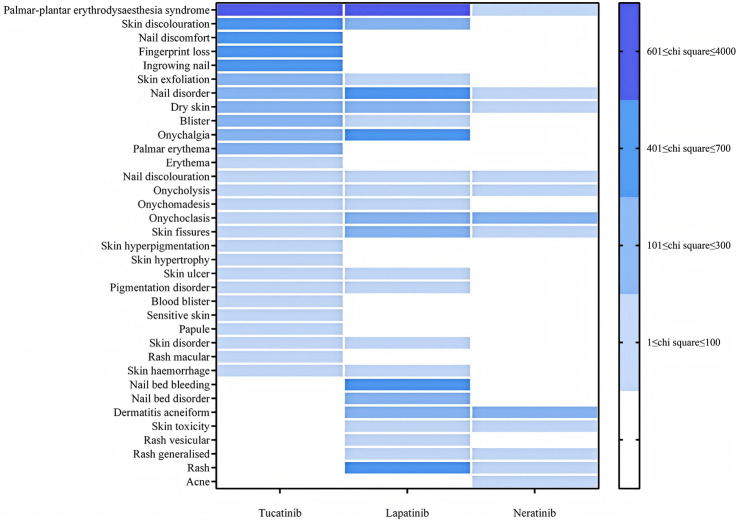 Palmar-plantar erythrodysaesthesia syndrome
Skin discolouration
Nail discomfort
Fingerprint loss
Ingrowing nail
Skin exfoliation
Nail disorder
Dry skin
Blister
Onychalgia
Palmar erythema
Erythema
Nail discolouration
Onycholysis
Onychomadesis
Onychoclasis
Skin fissures
Skin hyperpigmentation
Skin hypertrophy
Skin ulcer
Pigmentation disorder
Blood blister
Sensitive skin
Papule
Skin disorder
Rash macular
Skin haemorrhage
Nail bed bleeding
Nail bed disorder
Dermatitis acneiform
Skin toxicity
Rash vesicular
Rash generalised
Rash
Acne
Tucatinib
Lapatinib
Neratinib
601≤chi square≤4000
401≤chi square≤700
101≤chi square≤300
1≤chi square≤100